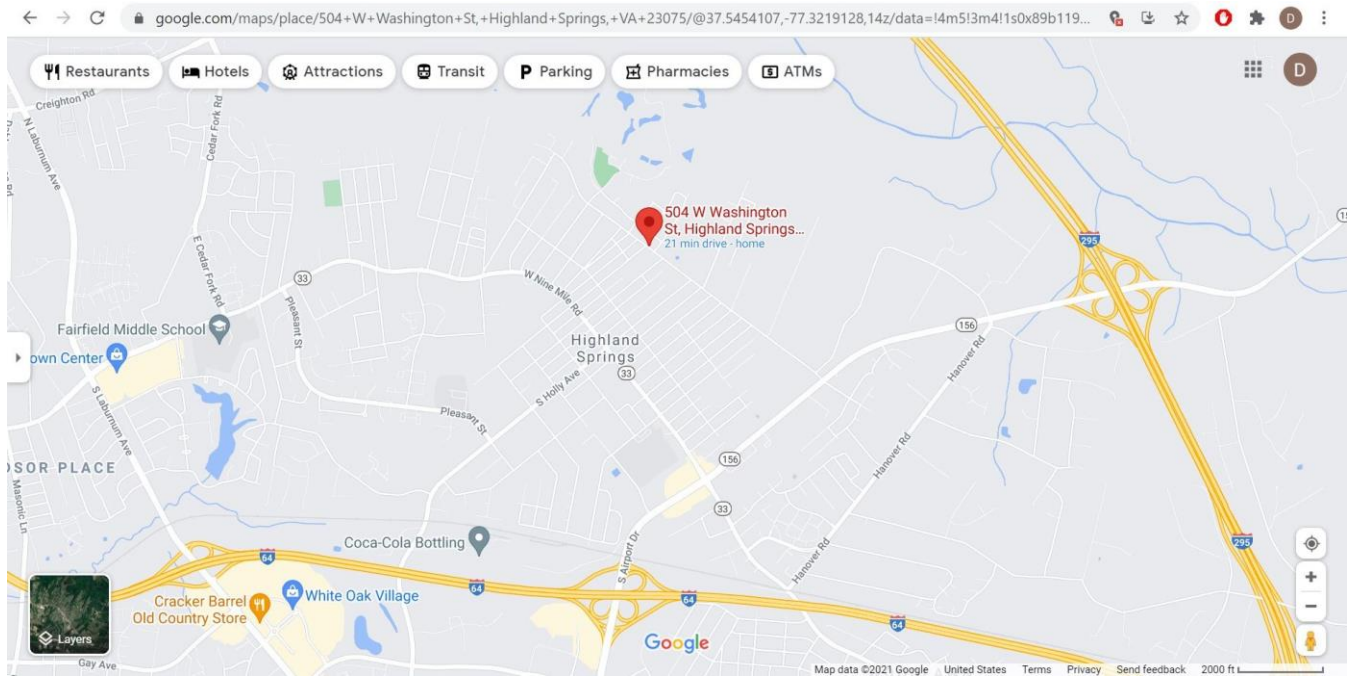 google.com/maps/place/504+W+Washington+St,+Highland+Springs,+VA+23075/@37.5454107,-77.3219128,14z/data=!4m5!3m4!1s0x89b119...
D
Restaurants
Hotels
Attractions
Transit
P Parking
Pharmacies
ATMs
D
Creighton Rd
N Laburnum Ave
Cedar Fork Rd
504 W Washington
St, Highland Springs...
21 min drive - home
295
E Cedar Fork Rd
33
W Nine Mile Rd
Pleasant St
156
Fairfield Middle School
own Center
Highland
Springs
33
Hanover Rd
S Holly Ave
S Laburnum Ave
Pleasant St
DSOR PLACE
156
Hanover Rd
Masonic Ln
33
Coca-Cola Bottling
S Airport Dr
295
64
Hanover Rd
64
64
White Oak Village
Cracker Barrel
Old Country Store
64
Layers
Google
Gay Ave
Map data ©2021 Google
United States
Terms
Privacy
Send feedback
2000 ft